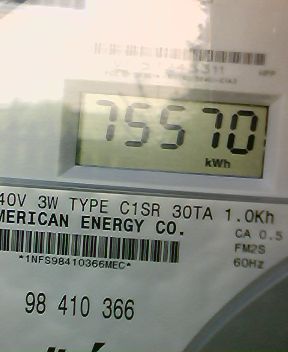 75570
kWh
40V 3W TYPE C1SR 30TA 1.0Kh
MERICAN ENERGY CO.
CA 0.5
FM2S
*1NFS98410366MEC*
60Hz
98 410 366